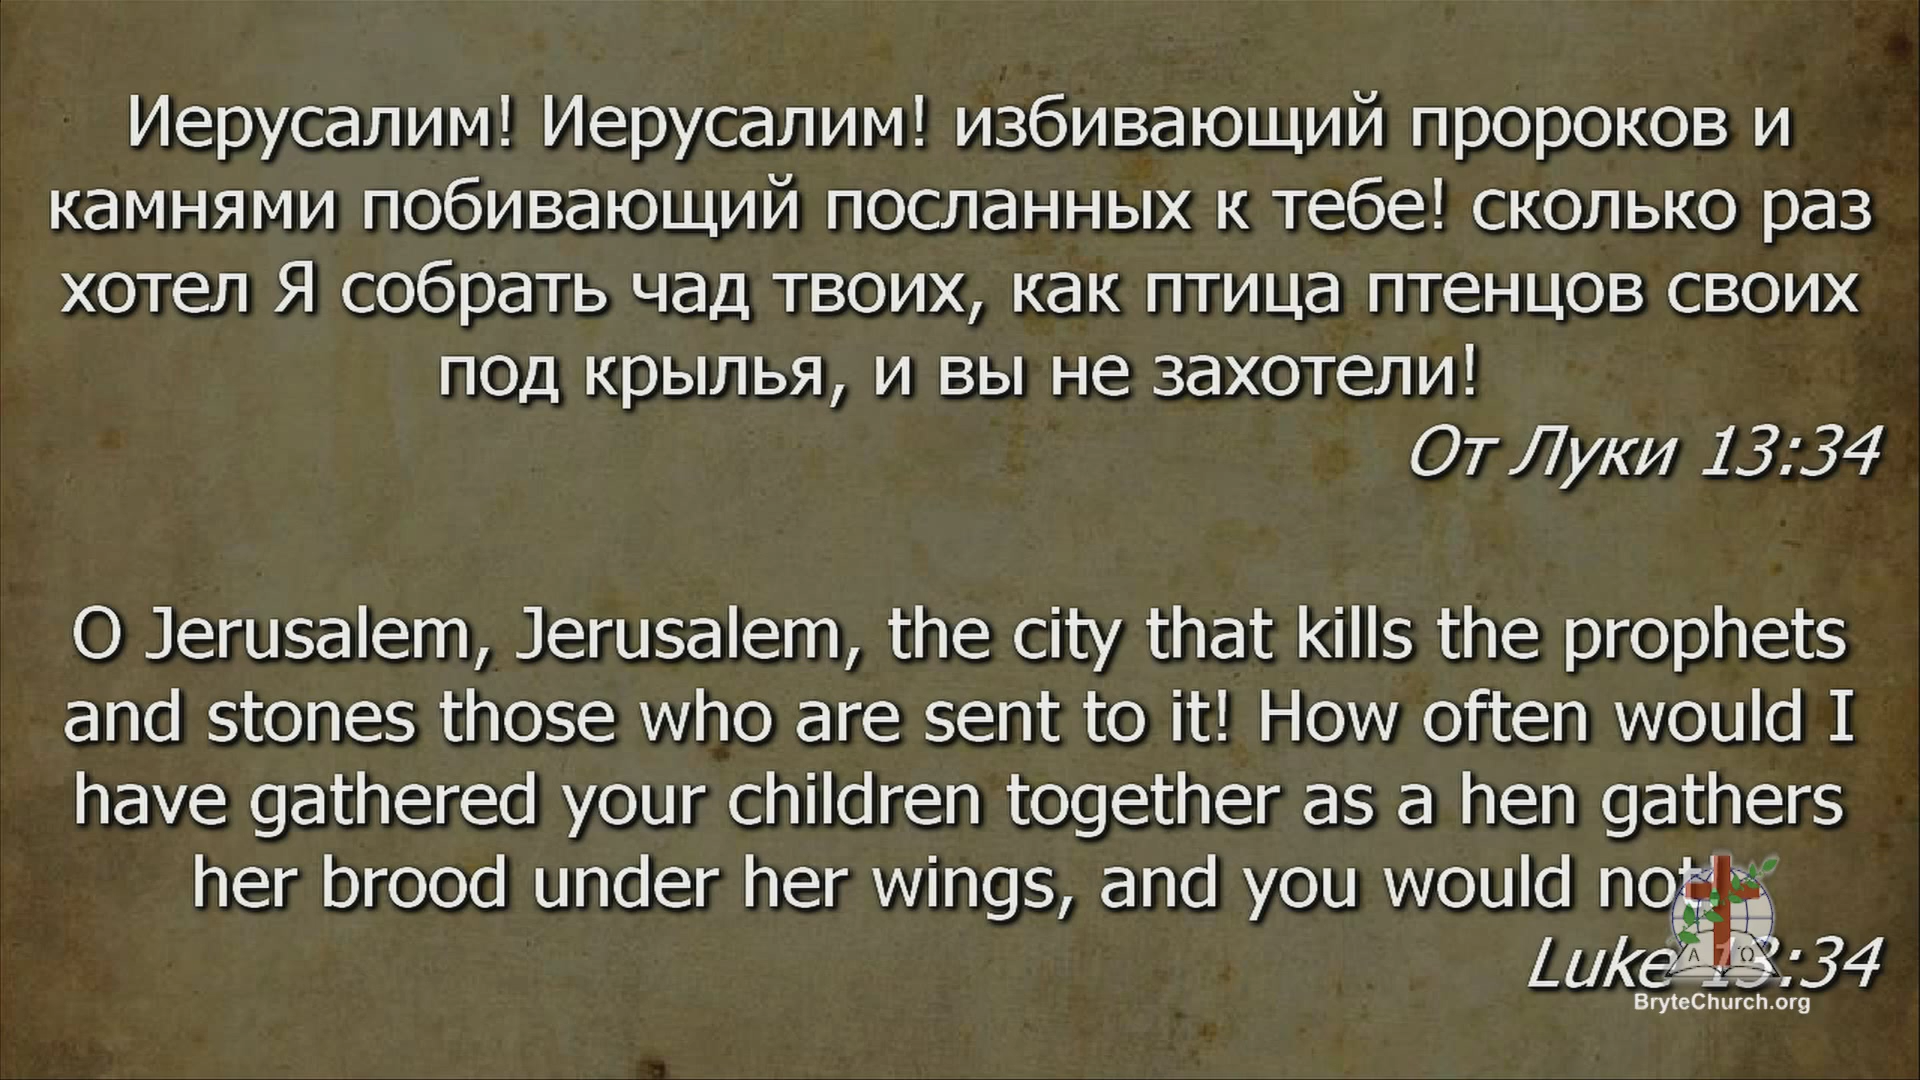 Иерусалим! Иерусалим! избивающий пророков и
камнями побивающий посланных к тебе! сколько раз
хотел Я собрать чад твоих, как птица птенцов своих
под крылья, и вы не захотели!
От Луки 13:34
O Jerusalem, Jerusalem, the city that kills the prophets
and stones those who are sent to it! How often would I
have gathered your children together as a hen gathers
her brood under her wings, and you would not!
Luke 13:34
Α Ω
BryteChurch.org